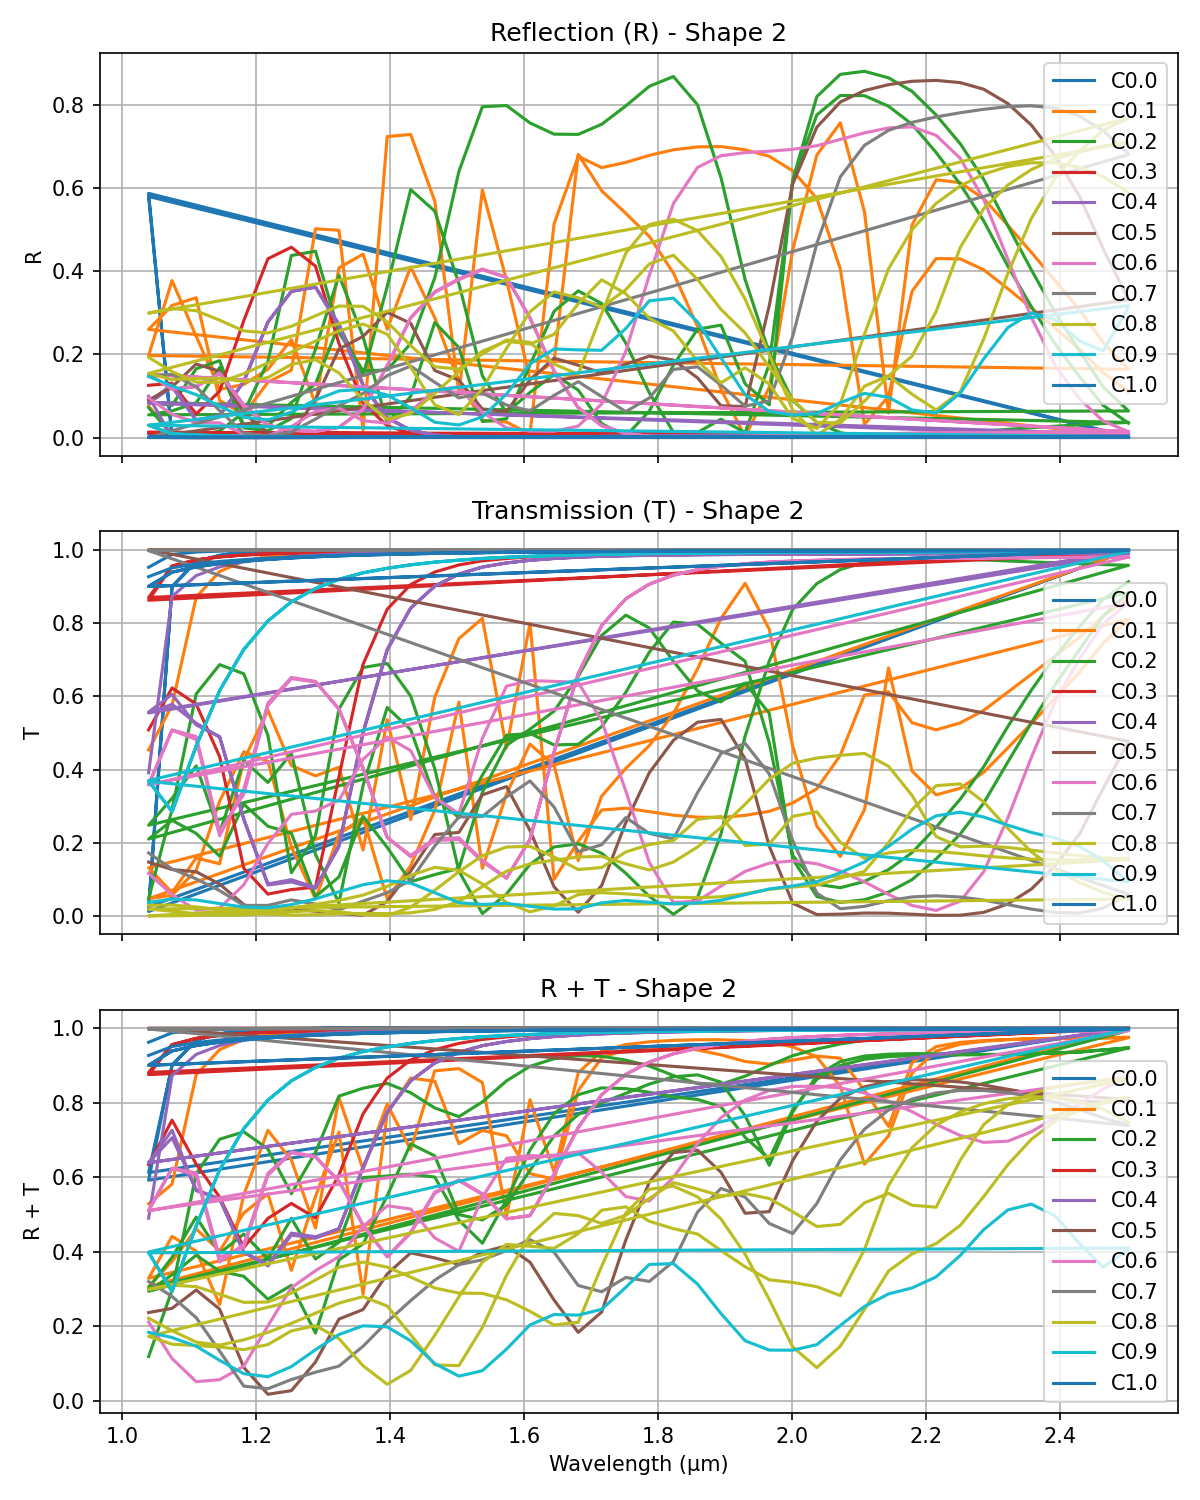 Reflection (R) - Shape 2
R
0.8
0.6
0.4
0.2
0.0
C0.0
C0.1
C0.2
C0.3
C0.4
C0.5
C0.6
C0.7
C0.8
C0.9
C1.0
Transmission (T) - Shape 2
T
1.0
0.8
0.6
0.4
0.2
0.0
C0.0
C0.1
C0.2
C0.3
C0.4
C0.5
C0.6
C0.7
C0.8
C0.9
C1.0
R + T - Shape 2
R + T
1.0
0.8
0.6
0.4
0.2
0.0
C0.0
C0.1
C0.2
C0.3
C0.4
C0.5
C0.6
C0.7
C0.8
C0.9
C1.0
1.0 1.2 1.4 1.6 1.8 2.0 2.2 2.4
Wavelength (μm)